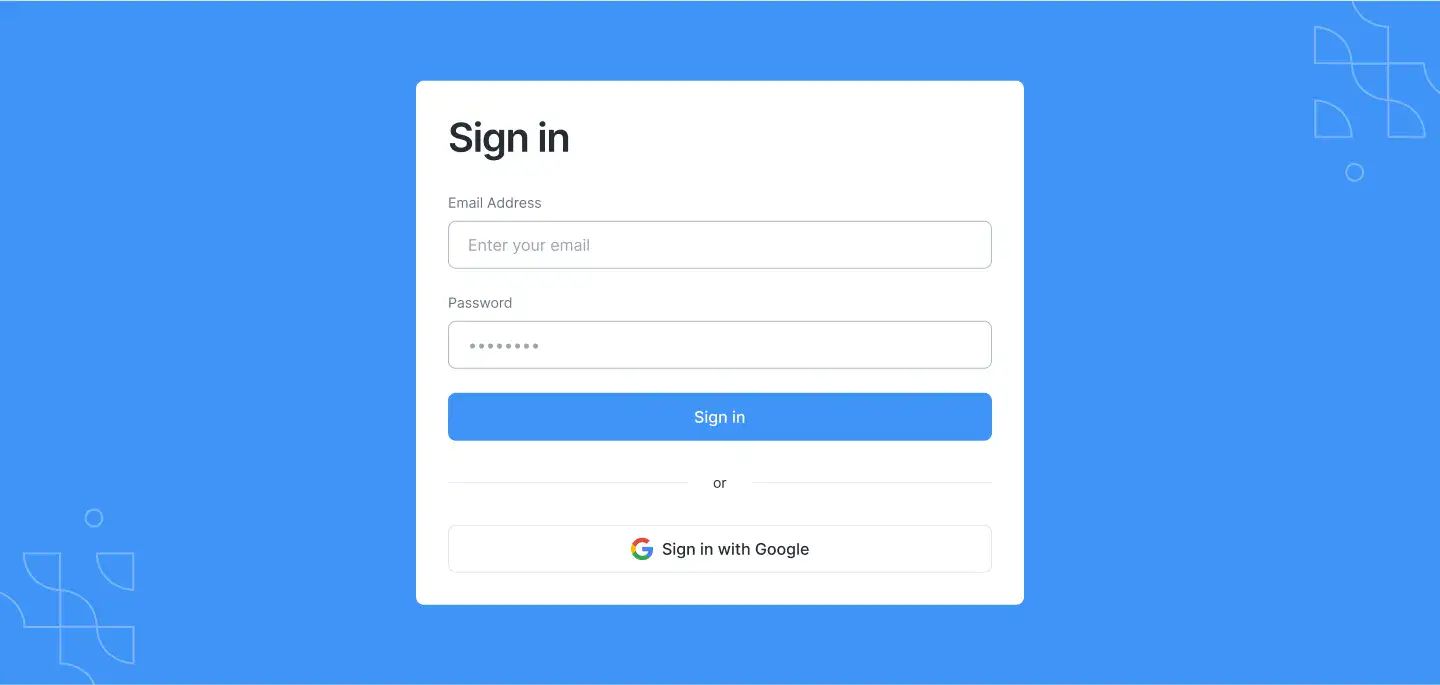 Sign in
Email Address
Enter your email
Password
••••••••
Sign in
or
Sign in with Google